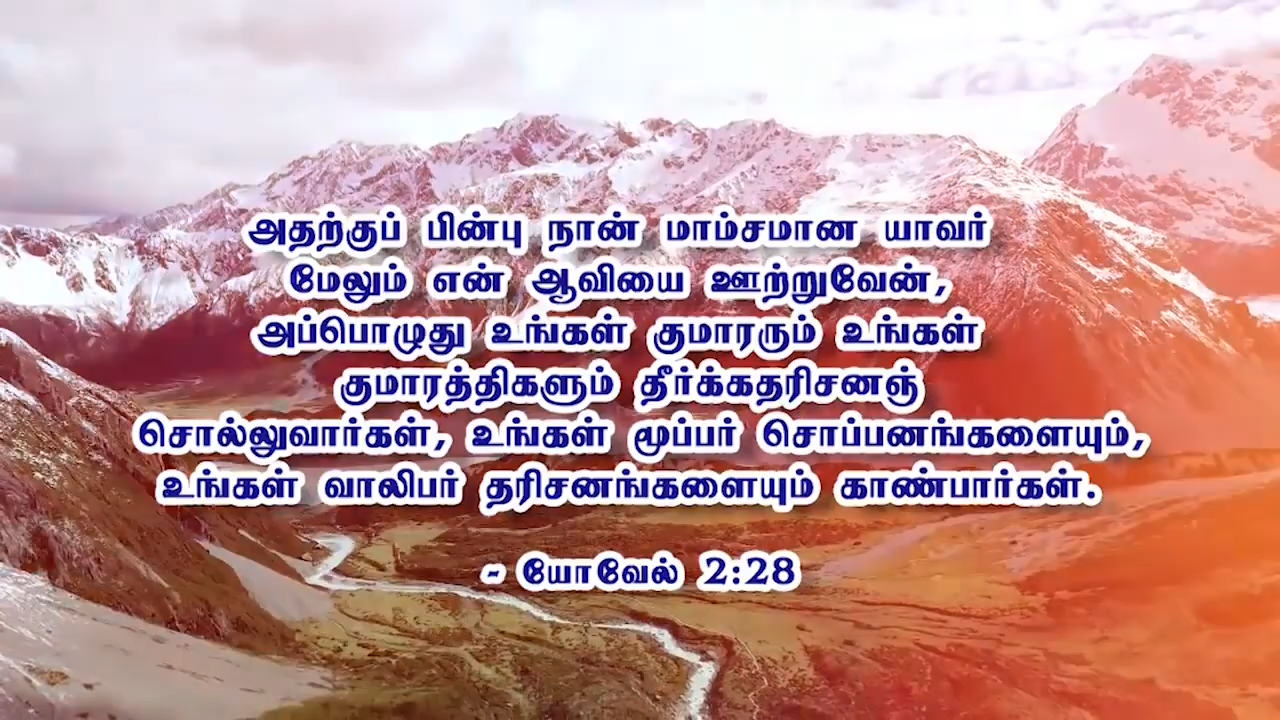 அதற்குப் பின்பு நான் மாம்சமான யாவர்
மேலும் என் ஆவியை ஊற்றுவேன்,
அப்பொழுது உங்கள் குமாரரும் உங்கள்
குமாரத்திகளும் தீர்க்கதரிசனஞ்
சொல்லுவார்கள், உங்கள் மூப்பர் சொப்பனங்களையும்,
உங்கள் வாலிபர் தரிசனங்களையும் காண்பார்கள்.
- யோவேல் 2:28